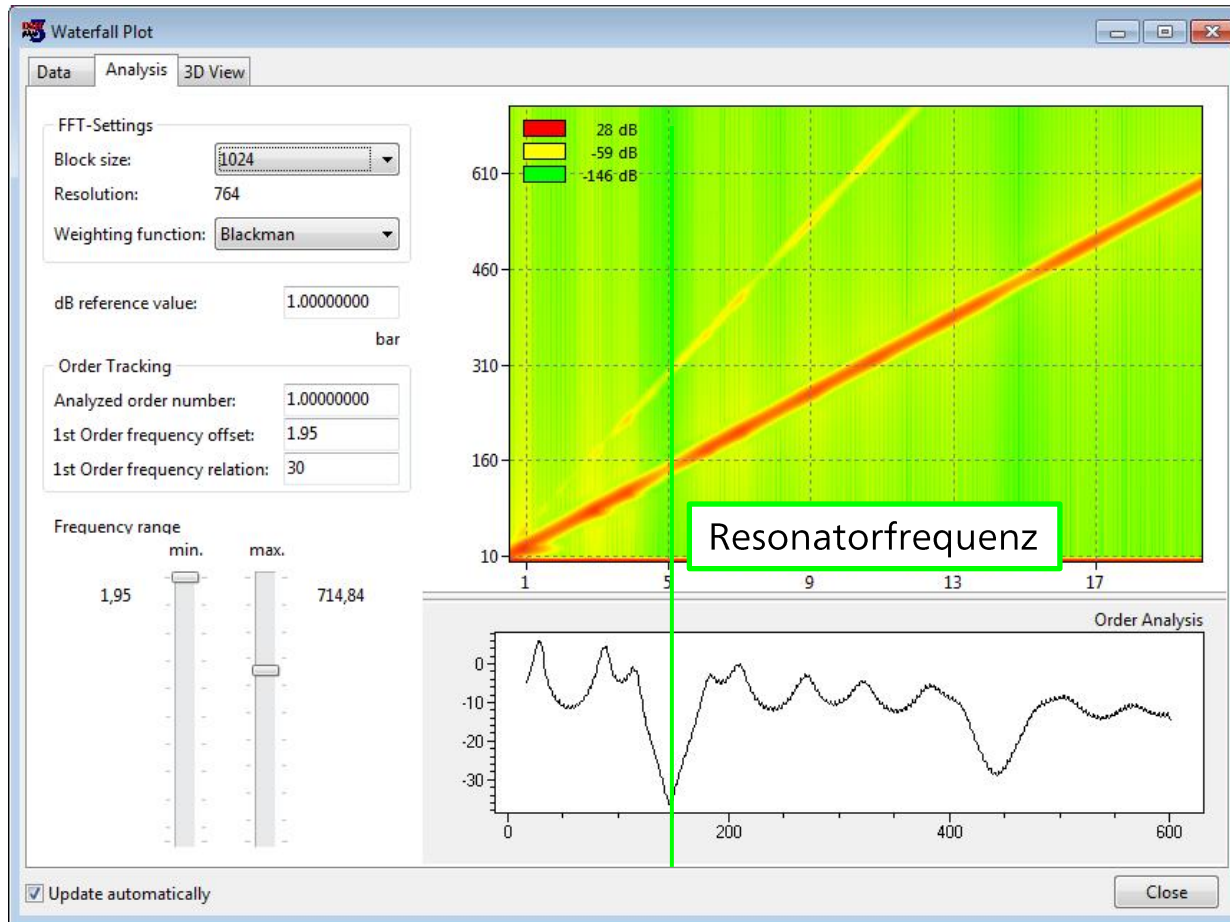 Waterfall Plot
Data
Analysis
3D View
FFT-Settings
Block size: 1024
Resolution: 764
Weighting function: Blackman
dB reference value: 1.00000000
bar
Order Tracking
Analyzed order number: 1.00000000
1st Order frequency offset: 1.95
1st Order frequency relation: 30
Frequency range
min. max.
1,95 714,84
28 dB
-59 dB
-146 dB
610
460
310
160
10
1 5 9 13 17
Resonatorfrequenz
Order Analysis
0
-10
-20
-30
0 200 400 600
Update automatically
Close